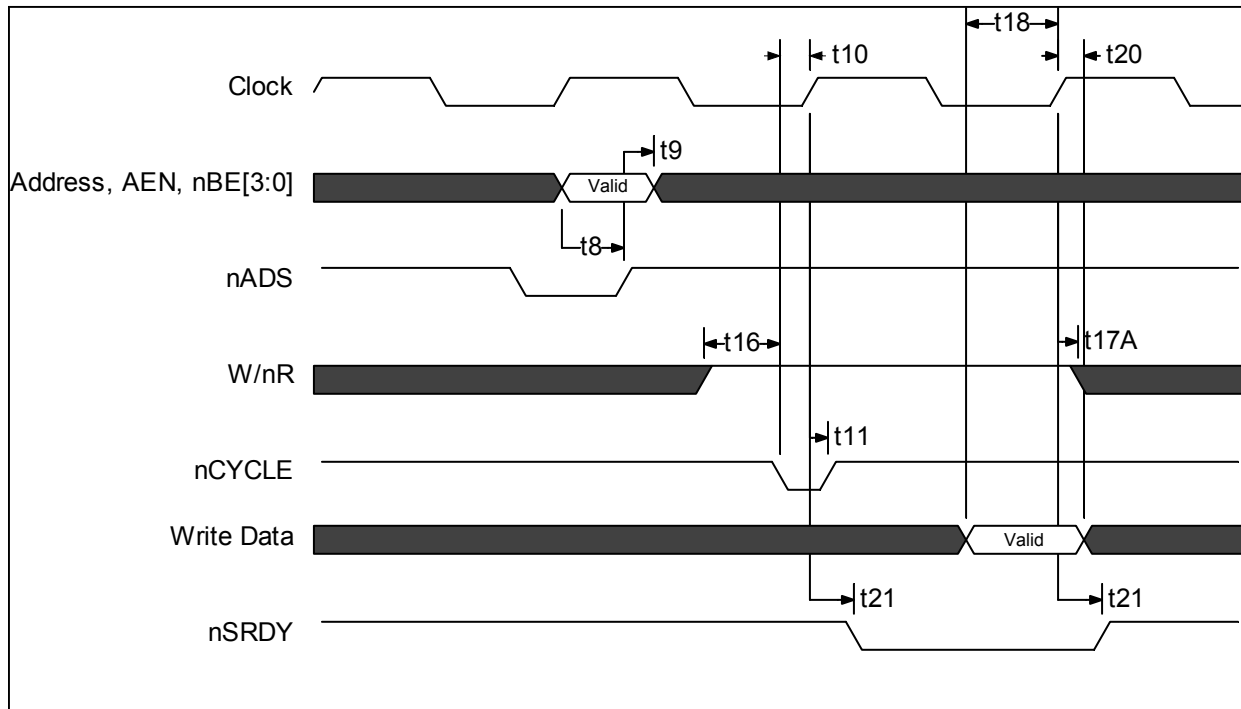 t18
t10
t20
Clock
t9
Address, AEN, nBE[3:0]
Valid
t8
nADS
t16
t17A
W/nR
t11
nCYCLE
Write Data
Valid
t21
t21
nSRDY